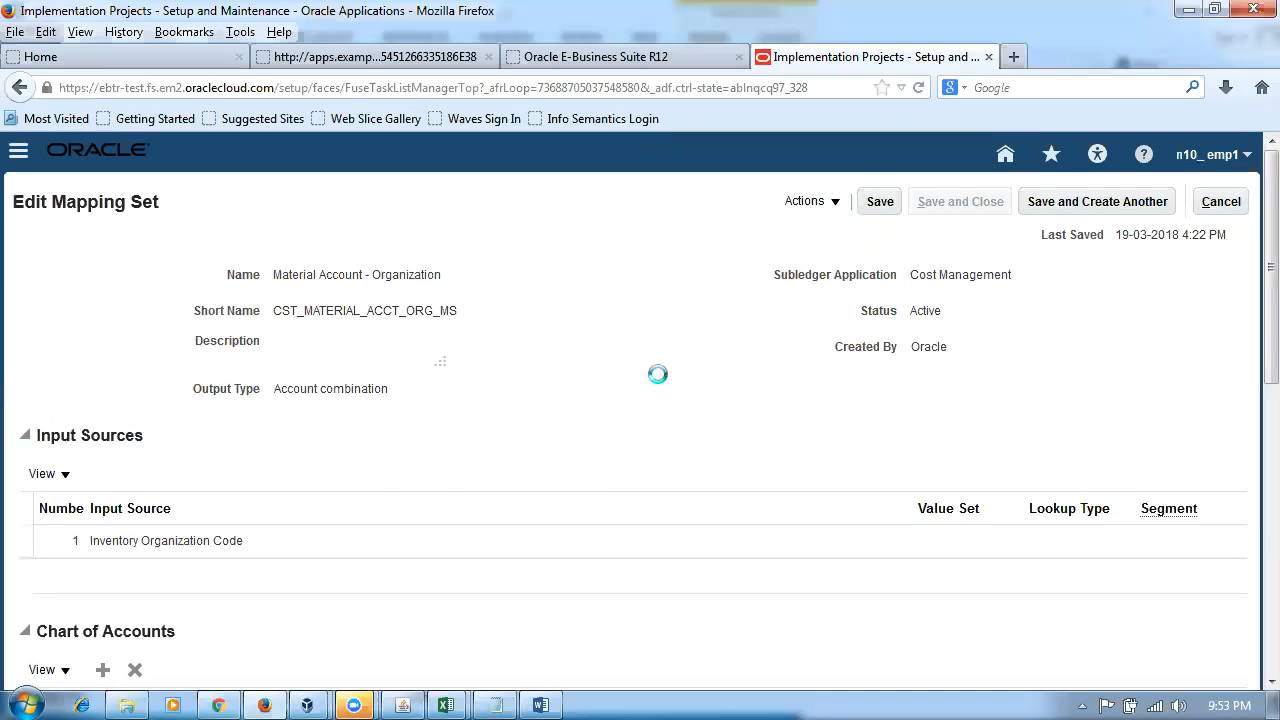 Implementation Projects - Setup and Maintenance - Oracle Applications - Mozilla Firefox
File Edit View History Bookmarks Tools Help
Home
http://apps.examp...5451266335186E38
Oracle E-Business Suite R12
Implementation Projects - Setup and ...
https://ebtr-test.fs.em2.oraclecloud.com/setup/faces/FuseTaskListManagerTop?_afrLoop=7368870503754858 0&_adf.ctrl-state=ablnqcq97_328
Google
Most Visited Getting Started Suggested Sites Web Slice Gallery Waves Sign In Info Semantics Login
ORACLE
n10_ emp1
Edit Mapping Set
Actions Save Save and Close Save and Create Another Cancel
Last Saved 19-03-2018 4:22 PM
Name Material Account - Organization
Subledger Application Cost Management
Short Name CST_MATERIAL_ACCT_ORG_MS
Status Active
Description
Created By Oracle
Output Type Account combination
Input Sources
View
Numbe Input Source Value Set Lookup Type Segment
1 Inventory Organization Code
Chart of Accounts
View
9:53 PM